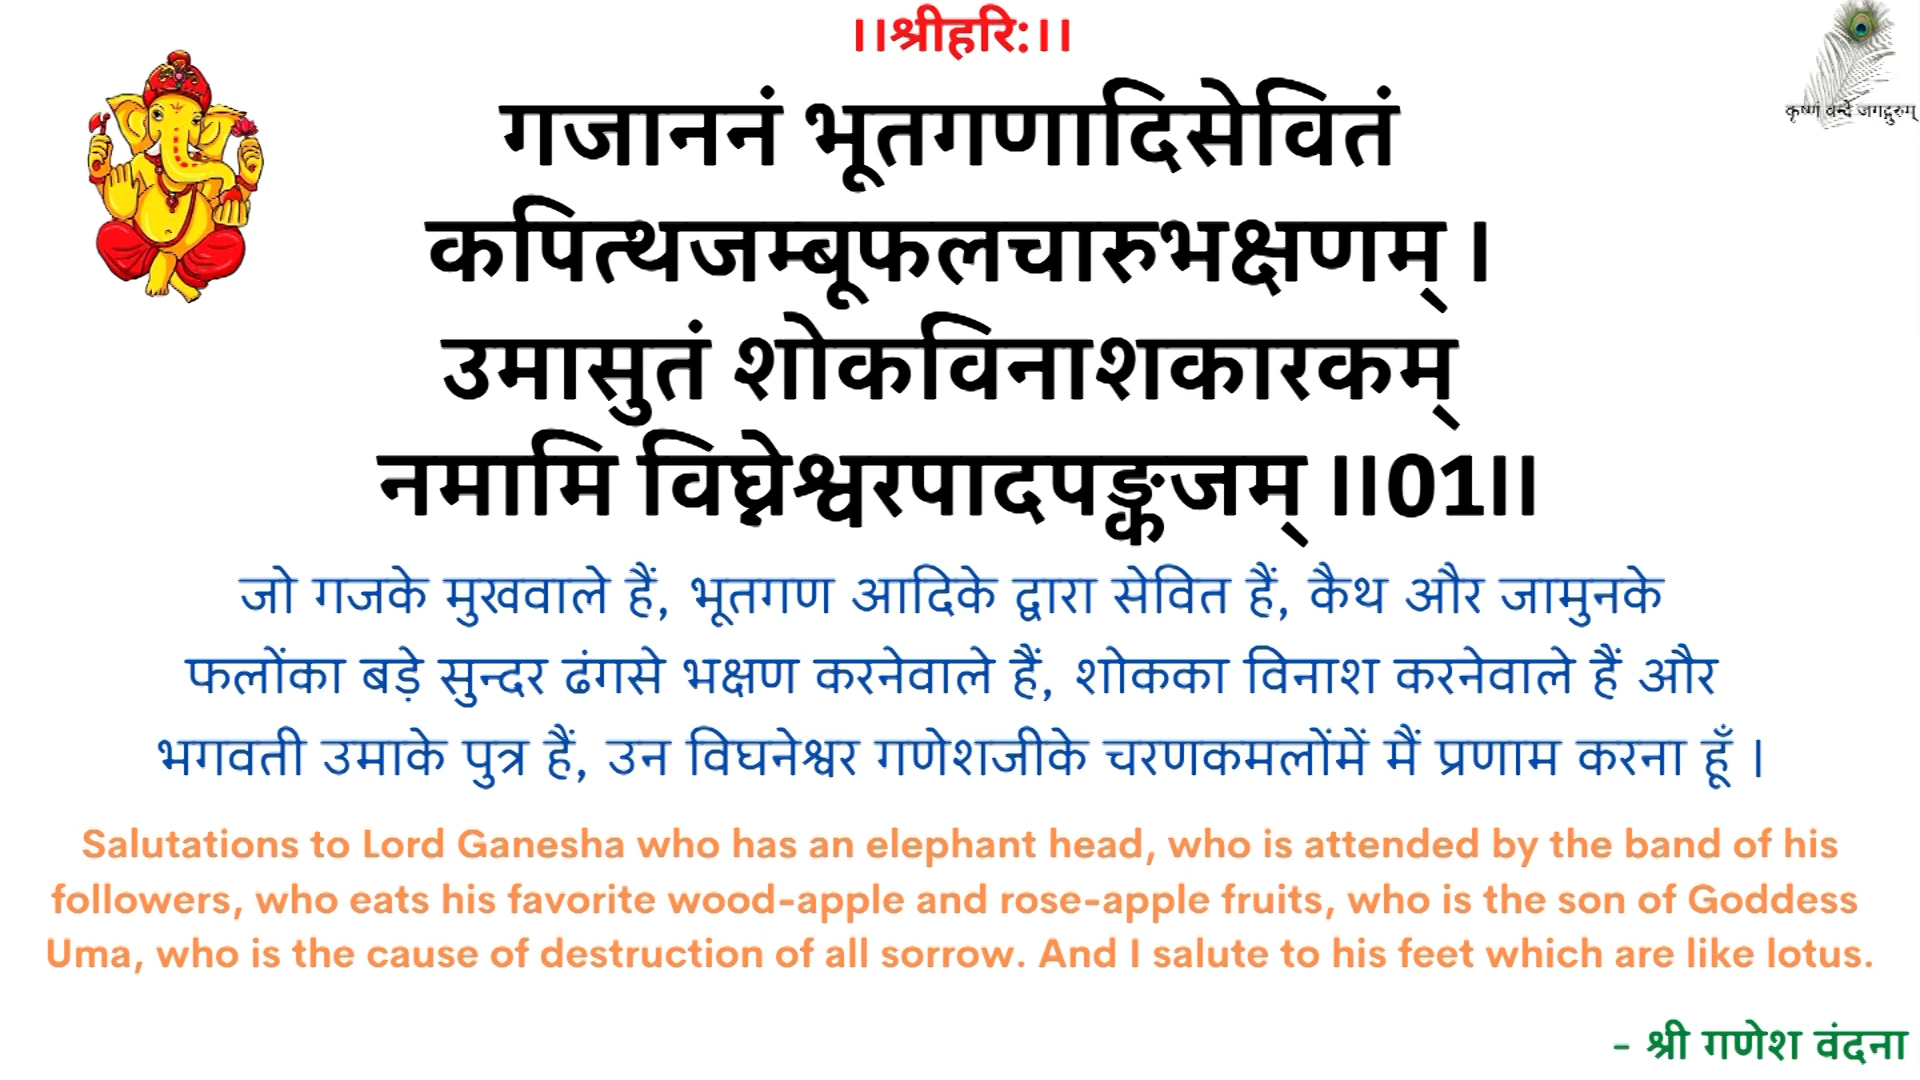 ।।श्रीहरि:।।
कृष्णं वन्दे जगद्गुरुम्
गजाननं भूतगणादिसेवितं
कपित्थजम्बूफलचारुभक्षणम् ।
उमासुतं शोकविनाशकारकम्
नमामि विघ्नेश्वरपादपङ्कजम् ।।01।।
जो गजके मुखवाले हैं, भूतगण आदिके द्वारा सेवित हैं, कैथ और जामुनके
फलोंका बड़े सुन्दर ढंगसे भक्षण करनेवाले हैं, शोकका विनाश करनेवाले हैं और
भगवती उमाके पुत्र हैं, उन विघनेश्वर गणेशजीके चरणकमलोंमें मैं प्रणाम करना हूँ ।
Salutations to Lord Ganesha who has an elephant head, who is attended by the band of his
followers, who eats his favorite wood-apple and rose-apple fruits, who is the son of Goddess
Uma, who is the cause of destruction of all sorrow. And I salute to his feet which are like lotus.
- श्री गणेश वंदना